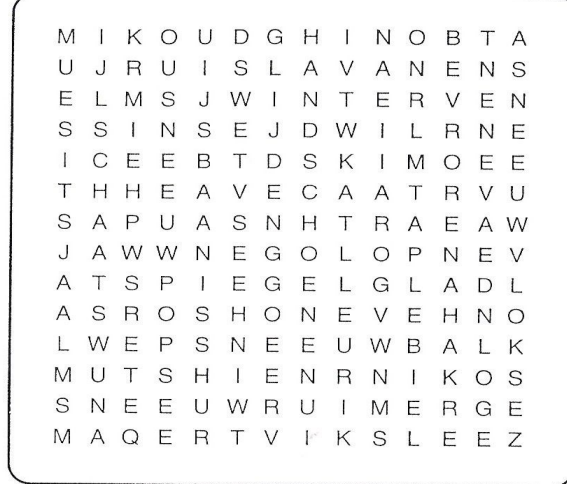 M I K O U D G H I N O B T A
U J R U I S L A V A N E N S
E L M S J W I N T E R V E N
S S I N S E J D W I L R N E
I C E E B T D S K I M O E E
T H H E A V E C A A T R V U
S A P U A S N H T R A E A W
J A W W N E G O L O P N E V
A T S P I E G E L G L A D L
A S R O S H O N E V E H N O
L W E P S N E E U W B A L K
M U T S H I E N R N I K O S
S N E E U W R U I M E R G E
M A Q E R T V I K S L E E Z